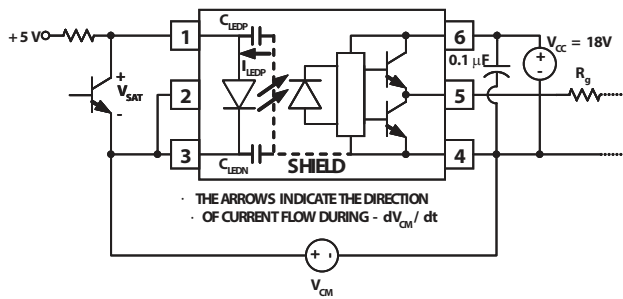 +5 V
1
C_LEDP
I_LEDP
+
V_SAT
-
2
3
C_LEDN
SHIELD
6
5
4
0.1 μF
V_CC = 18V
+
-
R_g
· THE ARROWS INDICATE THE DIRECTION
· OF CURRENT FLOW DURING - dV_CM / dt
+ -
V_CM